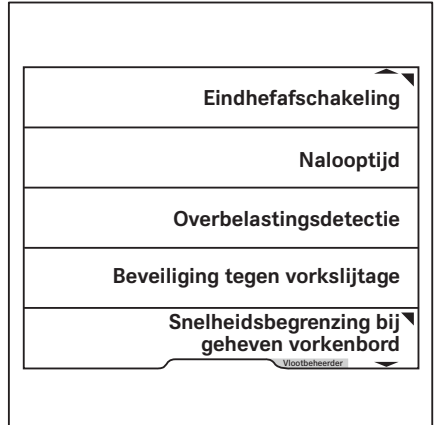 Eindhefafschakeling
Nalooptijd
Overbelastingsdetectie
Beveiliging tegen vorkslijtage
Snelheidsbegrenzing bij
geheven vorkenbord
Vlootbeheerder